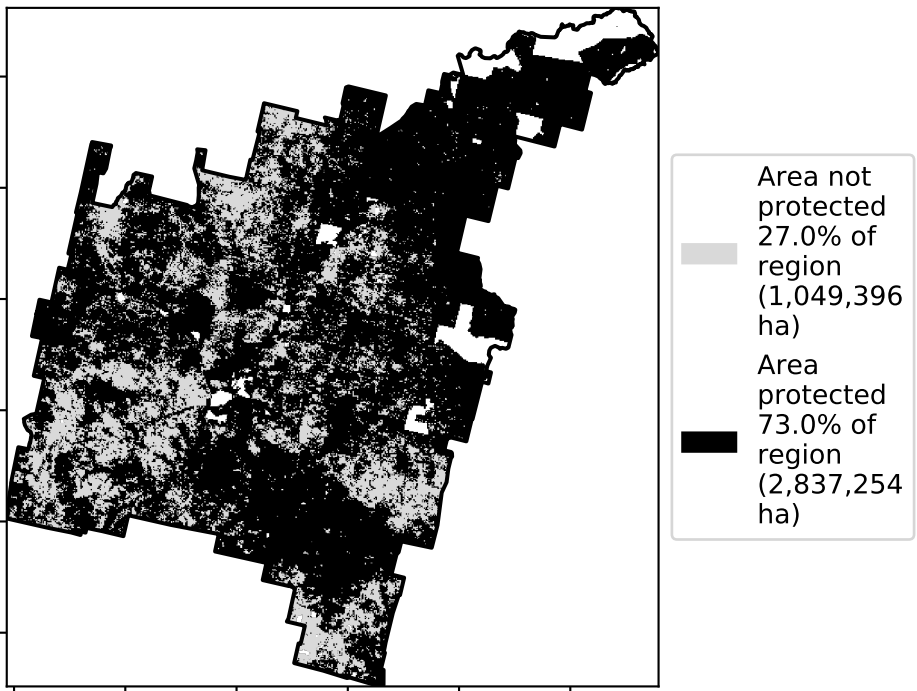 Area not
protected
27.0% of
region
(1,049,396
ha)
Area
protected
73.0% of
region
(2,837,254
ha)